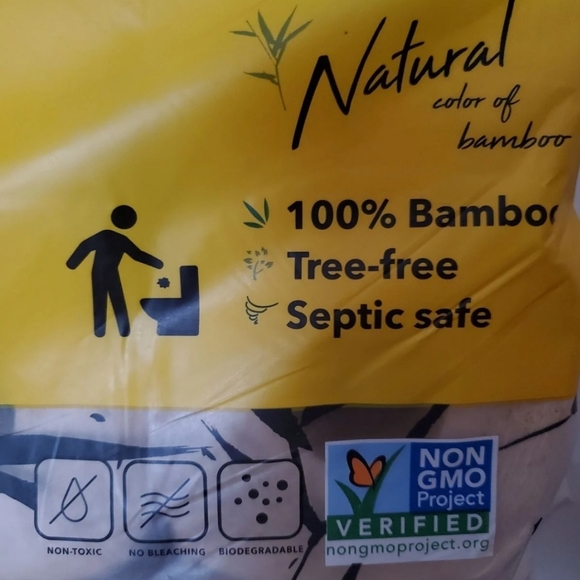 Natural
color of
bamboo
100% Bamboo
Tree-free
Septic safe
NON-TOXIC
NO BLEACHING
BIODEGRADABLE
NON
GMO
Project
VERIFIED
nongmoproject.org